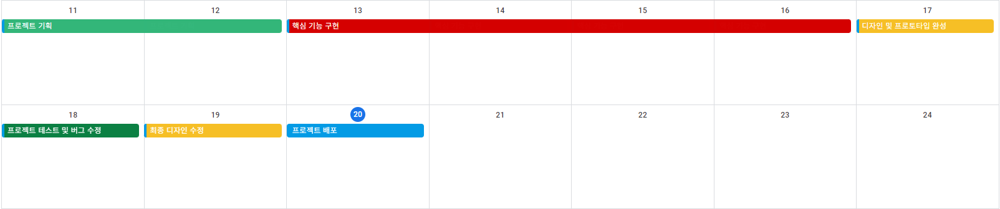 11 12 13 14 15 16 17
프로젝트 기획 핵심 기능 구현 디자인 및 프로토타입 완성
18 19 20 21 22 23 24
프로젝트 테스트 및 버그 수정 최종 디자인 수정 프로젝트 배포